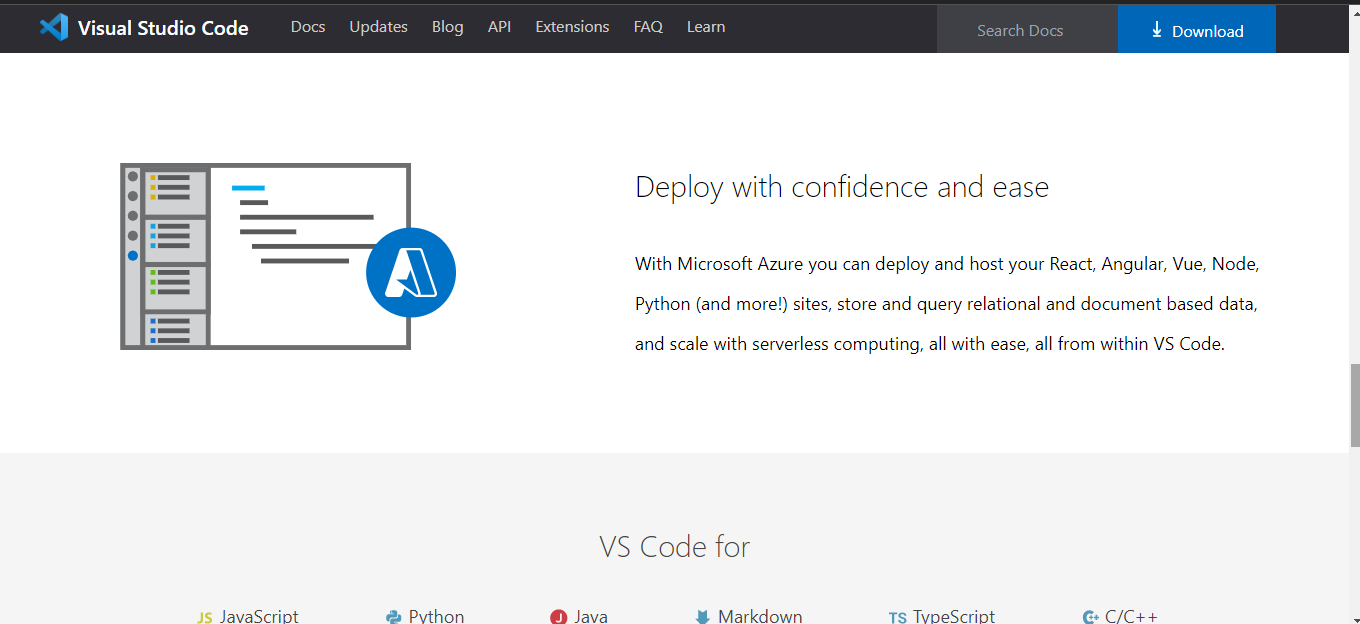 Visual Studio Code Docs Updates Blog API Extensions FAQ Learn Search Docs Download
Deploy with confidence and ease
With Microsoft Azure you can deploy and host your React, Angular, Vue, Node,
Python (and more!) sites, store and query relational and document based data,
and scale with serverless computing, all with ease, all from within VS Code.
VS Code for
JS JavaScript Python J Java Markdown TS TypeScript C+ C/C++